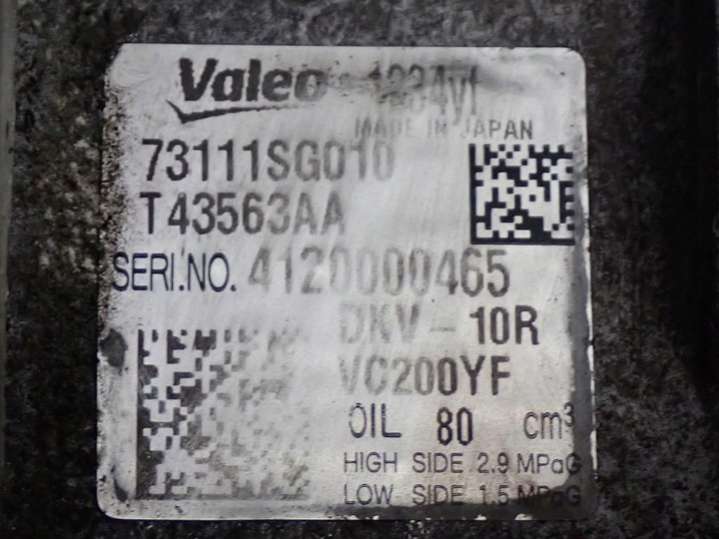 Valeo 1234yf
MADE IN JAPAN
73111SG010
T43563AA
SERI.NO. 4120000465
DKV-10R
VC200YF
OIL 80 cm³
HIGH SIDE 2.9 MPaG
LOW SIDE 1.5 MPaG